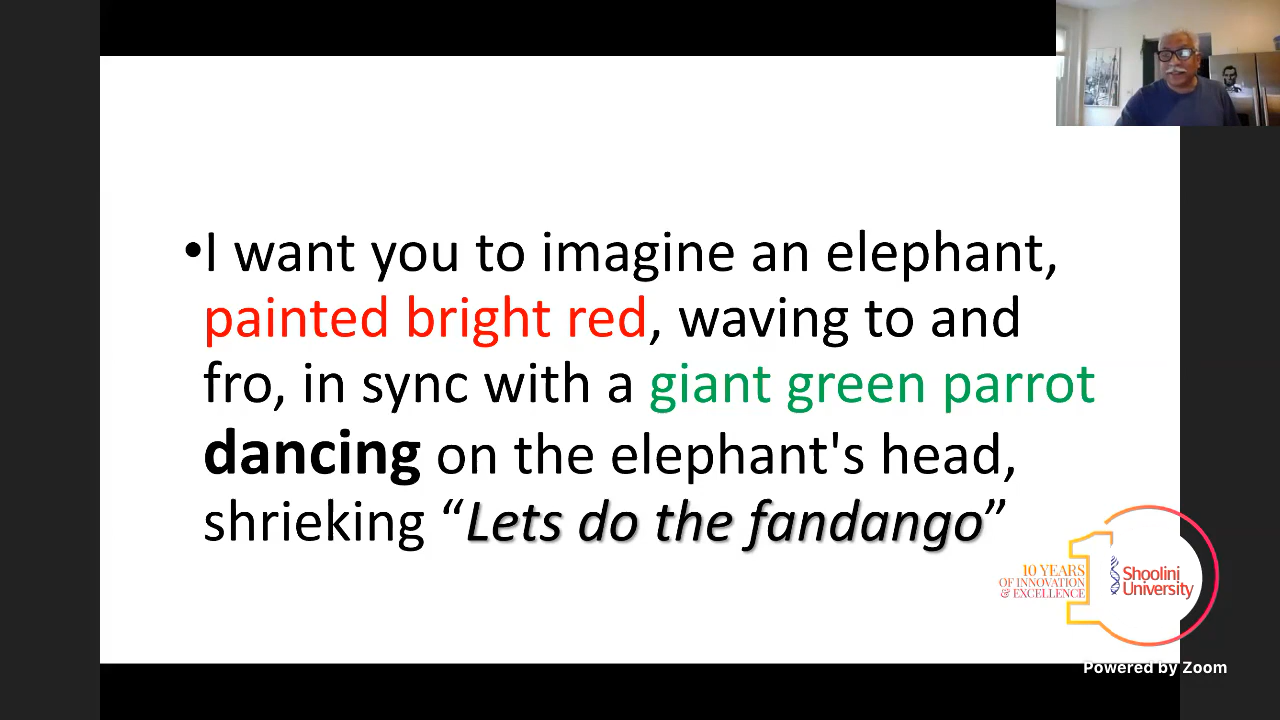 •I want you to imagine an elephant,
painted bright red, waving to and
fro, in sync with a giant green parrot
dancing on the elephant's head,
shrieking “Lets do the fandango”
10 YEARS
OF INNOVATION
& EXCELLENCE
Shoolini
University
Powered by Zoom